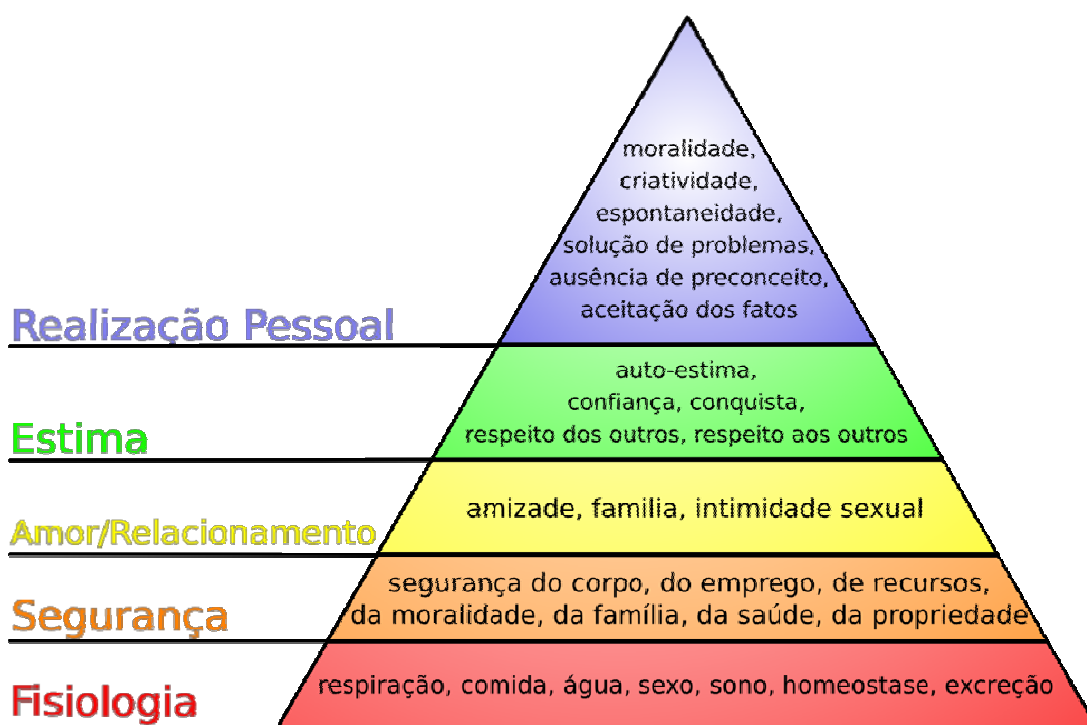 moralidade,
criatividade,
espontaneidade,
solução de problemas,
ausência de preconceito,
aceitação dos fatos
Realização Pessoal
auto-estima,
confiança, conquista,
respeito dos outros, respeito aos outros
Estima
amizade, familia, intimidade sexual
Amor/Relacionamento
segurança do corpo, do emprego, de recursos,
da moralidade, da família, da saúde, da propriedade
Segurança
respiração, comida, água, sexo, sono, homeostase, excreção
Fisiologia